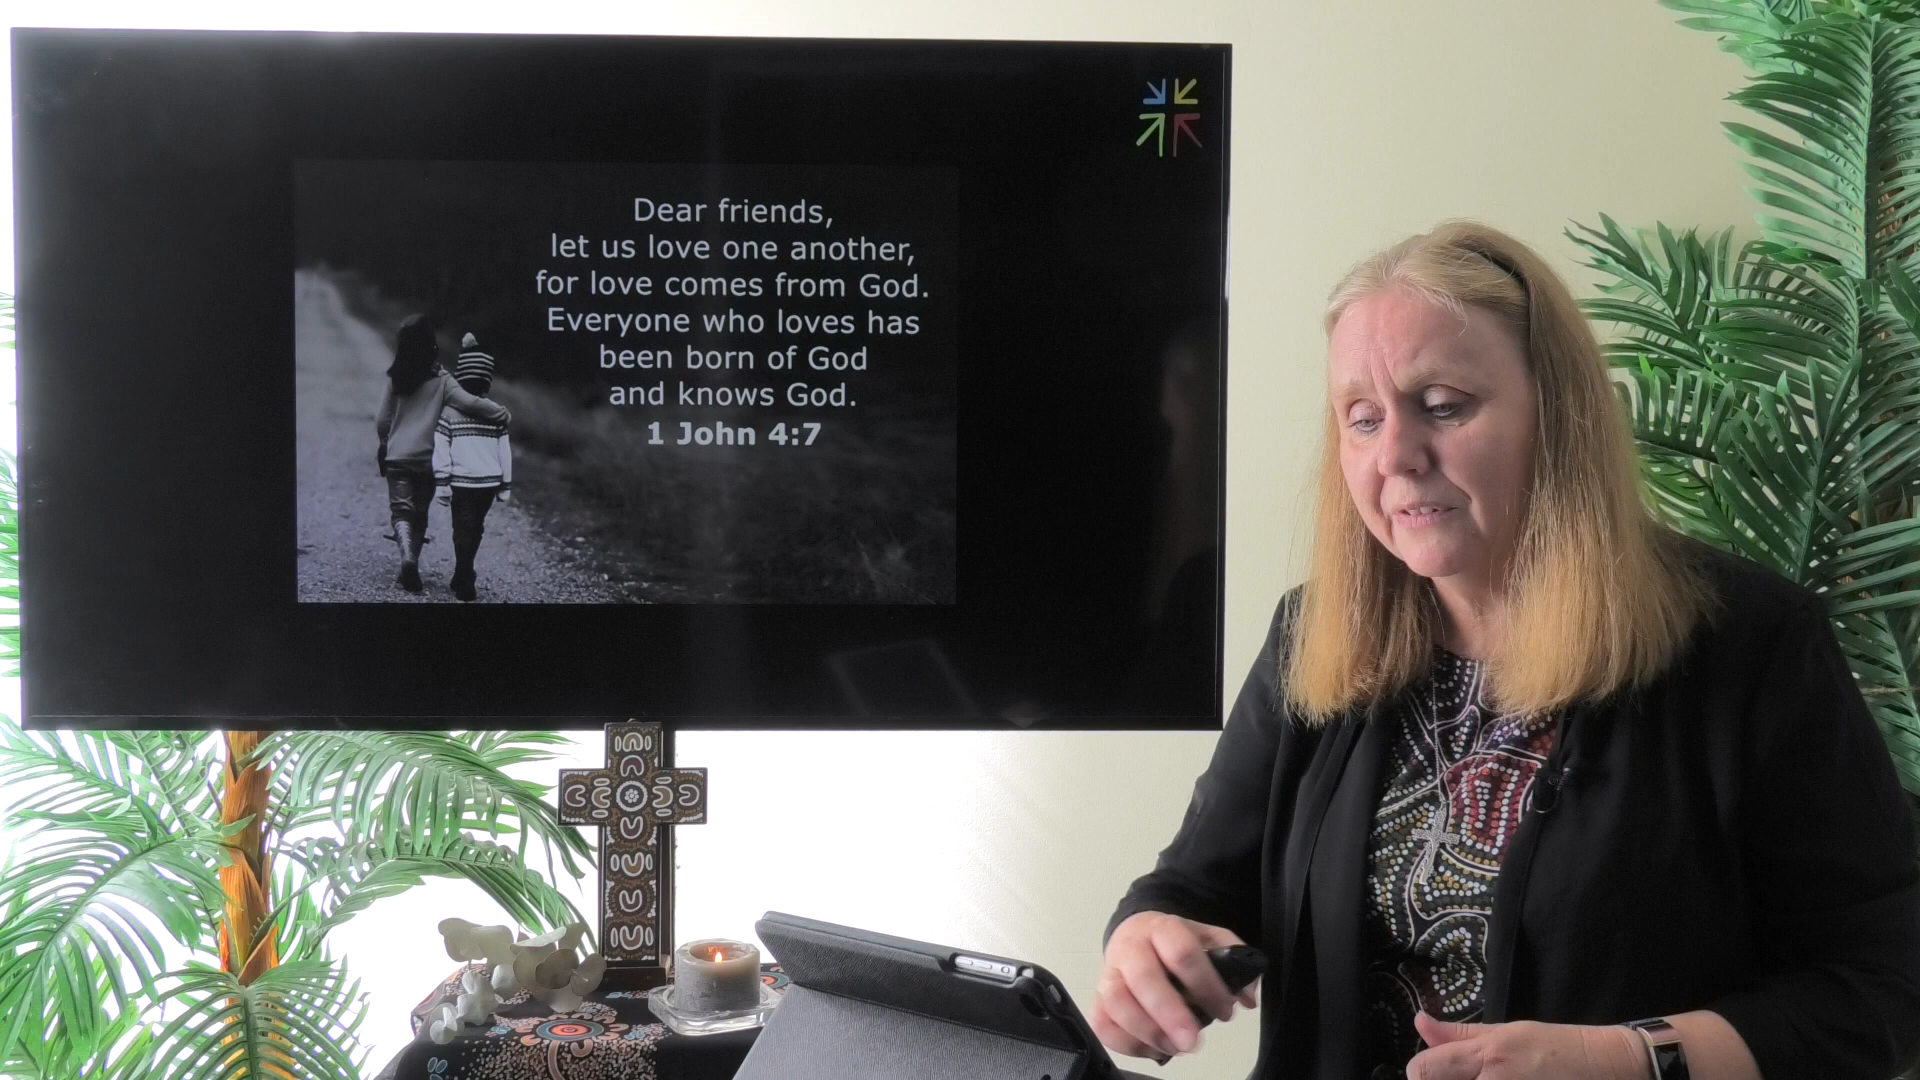 Dear friends,
let us love one another,
for love comes from God.
Everyone who loves has
been born of God
and knows God.
1 John 4:7